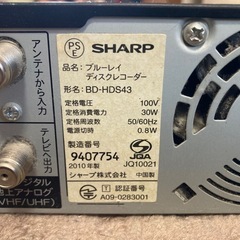 アンテナから入力
テレビへ出力
デジタル
地上アナログ
(VHF/UHF)
PS
E
SHARP
品名：ブルーレイ
ディスクレコーダー
形名：BD-HDS43
定格電圧 100V
定格消費電力 30W
定格周波数 50/60Hz
電源切時 0.8W
製造番号
9407754
2010年製
JQA
JQ10021
シャープ株式会社 中国製
T 認証番号
A09-0283001